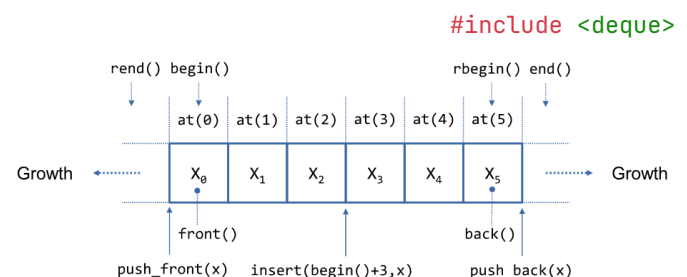 #include <deque>
rend() begin() rbegin() end()
at(0) at(1) at(2) at(3) at(4) at(5)
Growth X₀ X₁ X₂ X₃ X₄ X₅ Growth
front() back()
push_front(x) insert(begin()+3,x) push_back(x)